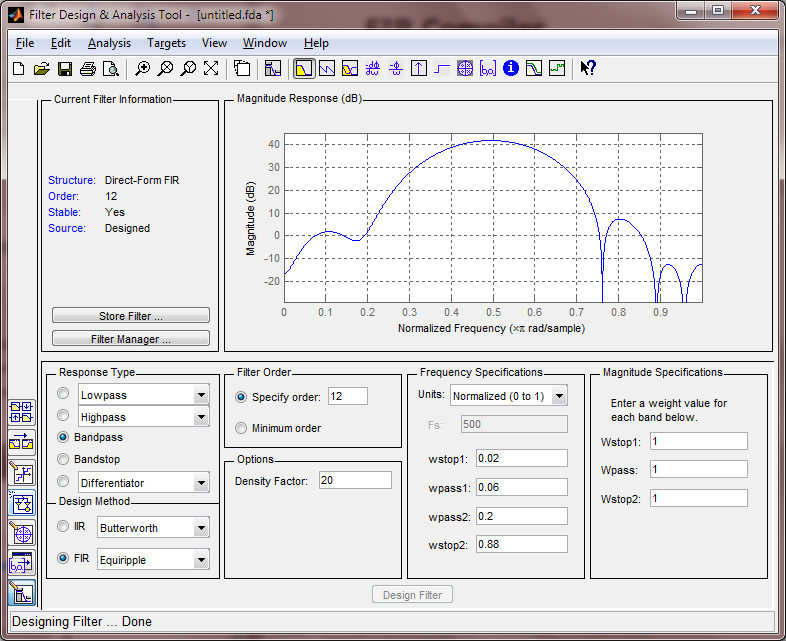 Filter Design & Analysis Tool - [untitled.fda *]
File Edit Analysis Targets View Window Help
Current Filter Information
Structure: Direct-Form FIR
Order: 12
Stable: Yes
Source: Designed
Store Filter ...
Filter Manager ...
Magnitude Response (dB)
Magnitude (dB)
40
30
20
10
0
-10
-20
0 0.1 0.2 0.3 0.4 0.5 0.6 0.7 0.8 0.9
Normalized Frequency (×π rad/sample)
Response Type
Lowpass
Highpass
Bandpass
Bandstop
Differentiator
Design Method
IIR Butterworth
FIR Equiripple
Filter Order
Specify order: 12
Minimum order
Options
Density Factor: 20
Frequency Specifications
Units: Normalized (0 to 1)
Fs: 500
wstop1: 0.02
wpass1: 0.06
wpass2: 0.2
wstop2: 0.88
Magnitude Specifications
Enter a weight value for
each band below.
Wstop1: 1
Wpass: 1
Wstop2: 1
Design Filter
Designing Filter ... Done